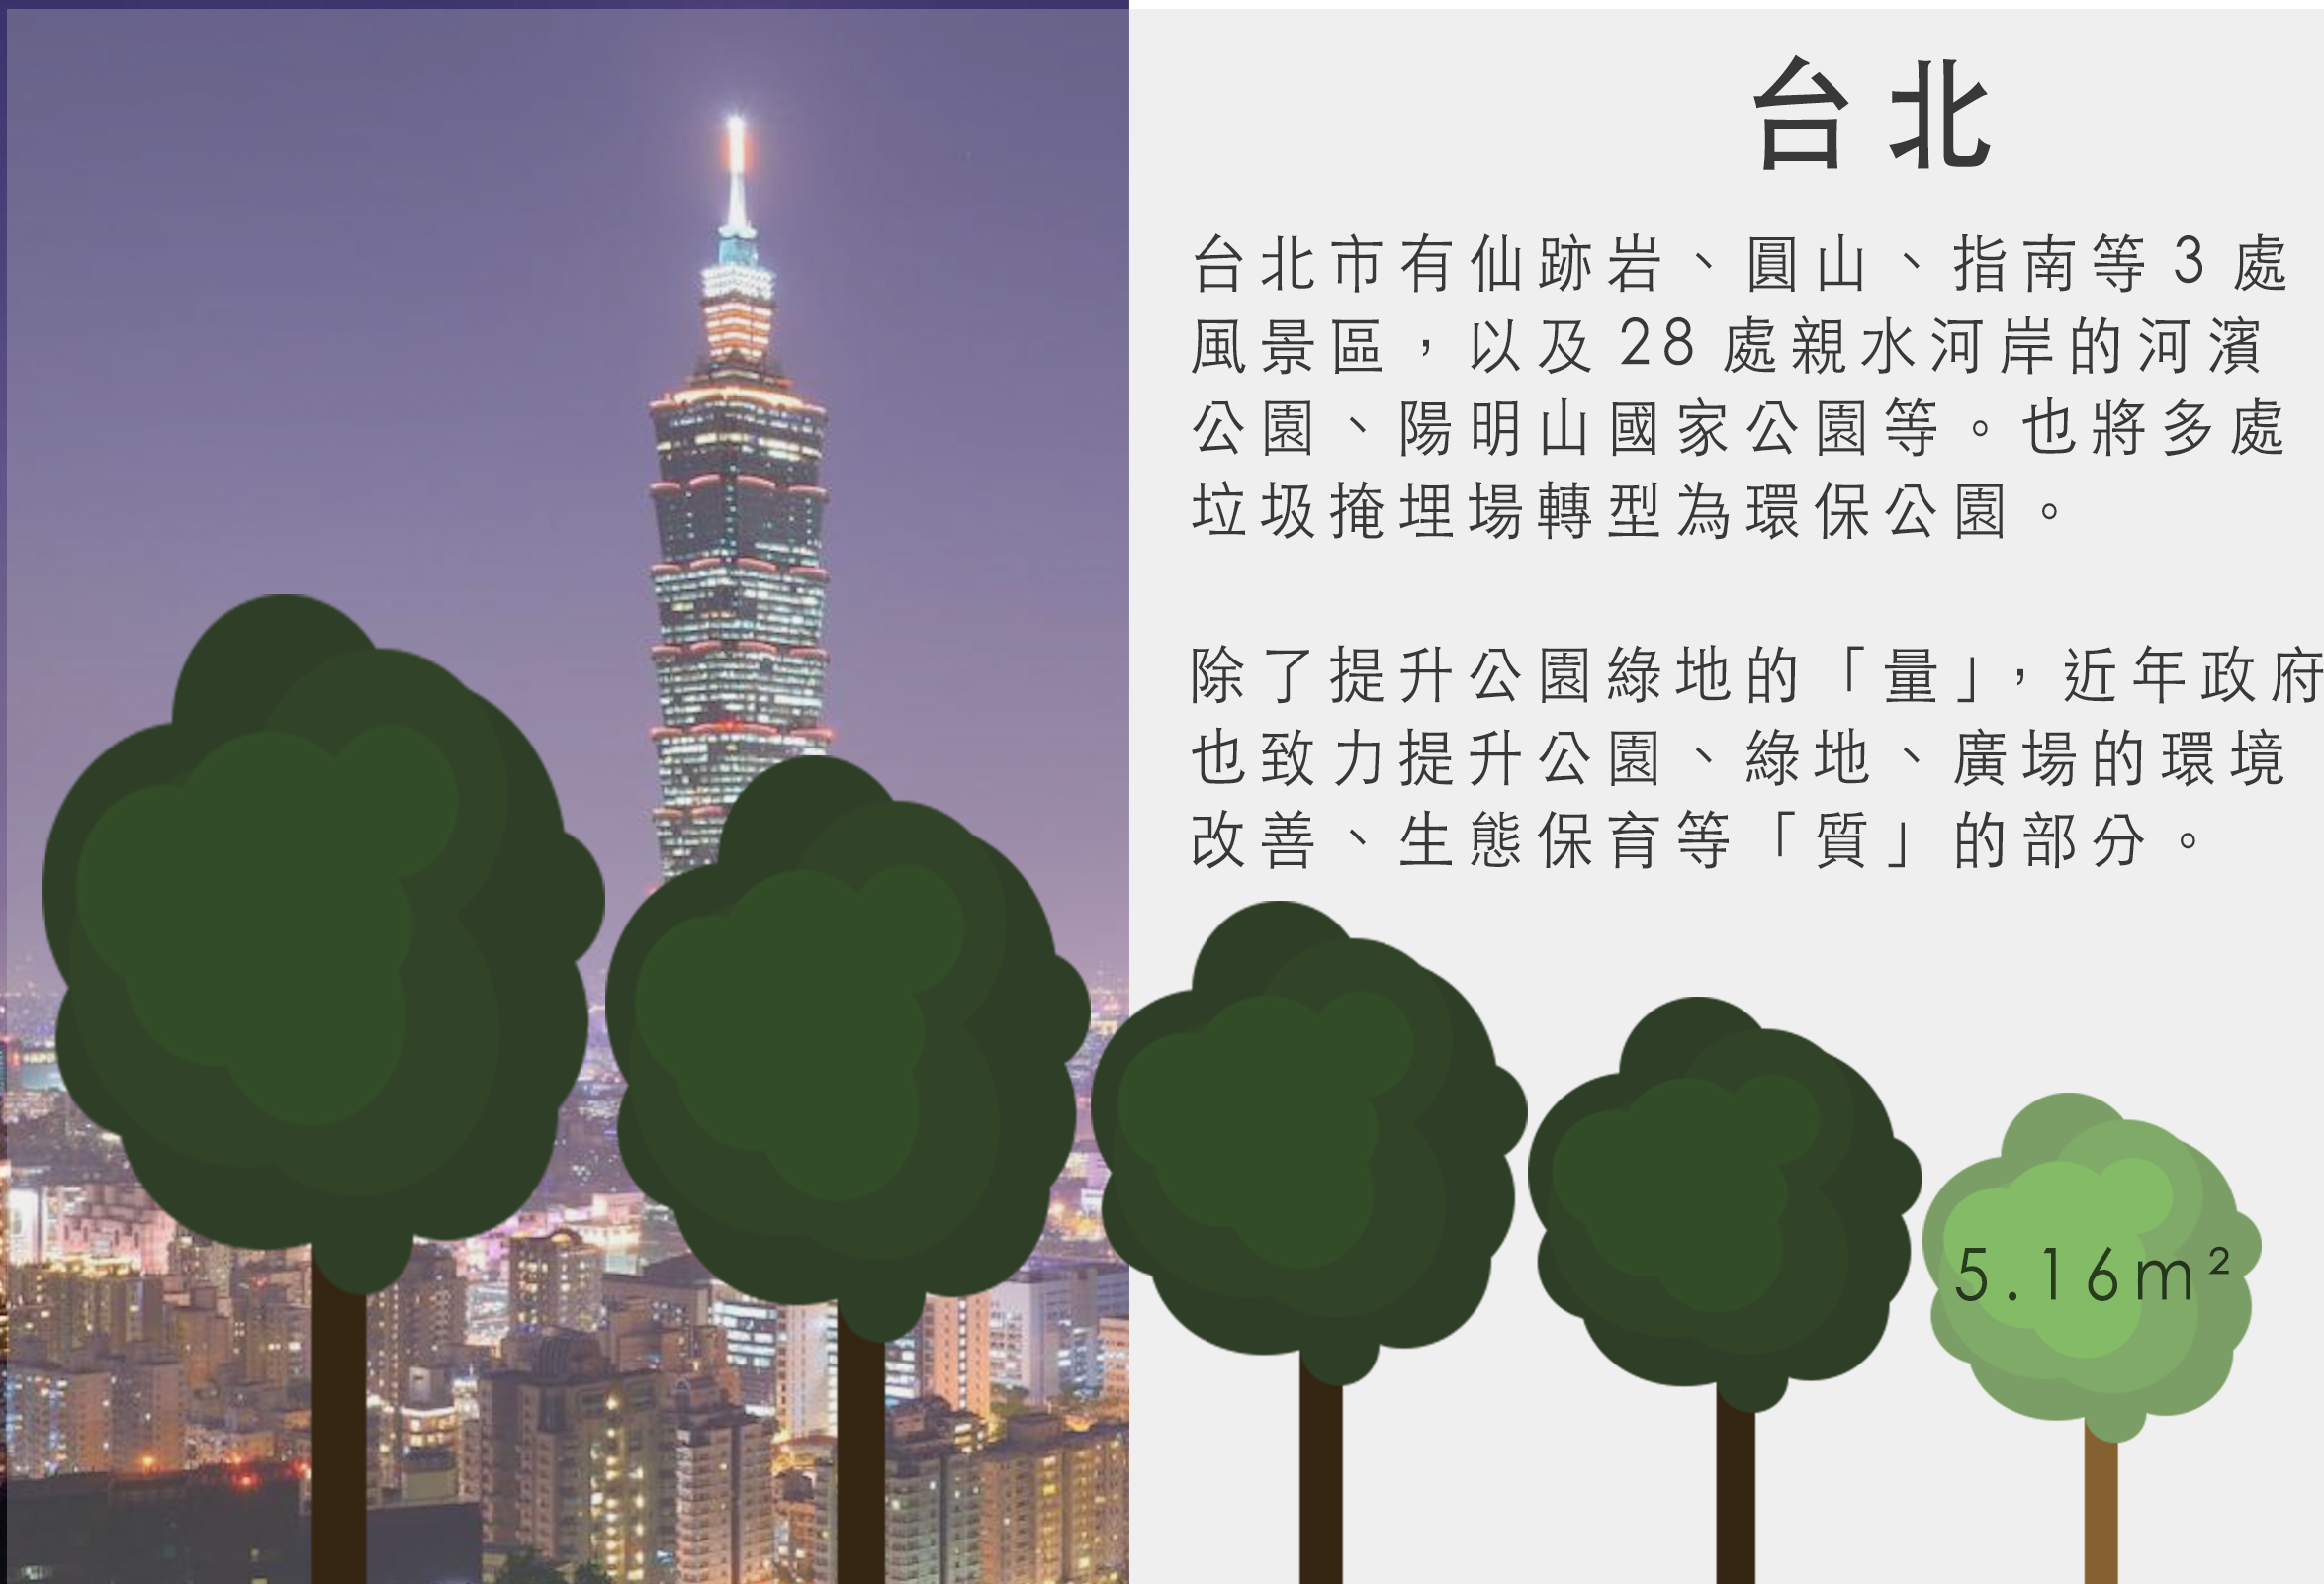 台北
台北市有仙跡岩、圓山、指南等 3 處
風景區，以及 28 處親水河岸的河濱
公園、陽明山國家公園等。也將多處
垃圾掩埋場轉型為環保公園。
除了提升公園綠地的「量」，近年政府
也致力提升公園、綠地、廣場的環境
改善、生態保育等「質」的部分。
5.16m²